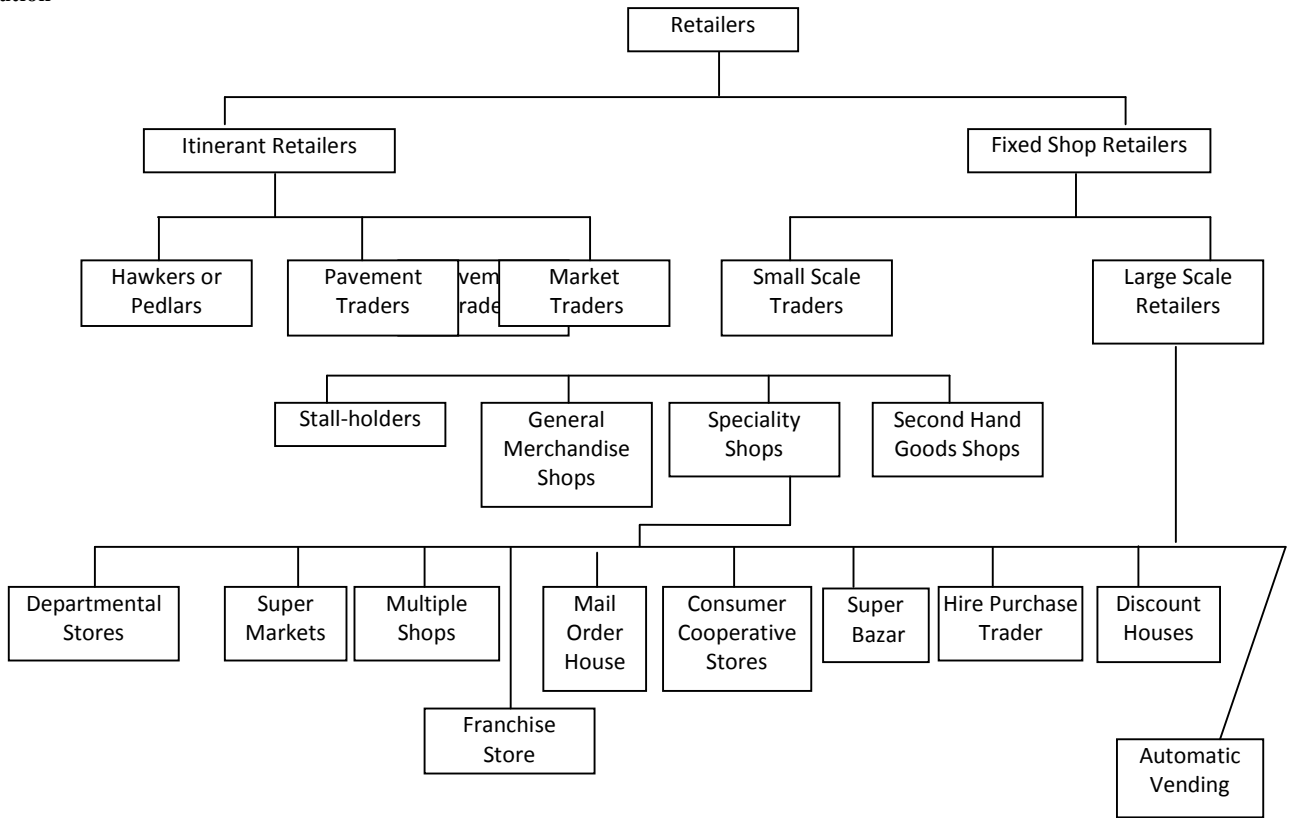 Retailers
Itinerant Retailers
Fixed Shop Retailers
Hawkers or
Pedlars
Pavement
Traders
Market
Traders
Small Scale
Traders
Large Scale
Retailers
Stall-holders
General
Merchandise
Shops
Speciality
Shops
Second Hand
Goods Shops
Departmental
Stores
Super
Markets
Multiple
Shops
Mail
Order
House
Consumer
Cooperative
Stores
Super
Bazar
Hire Purchase
Trader
Discount
Houses
Franchise
Store
Automatic
Vending